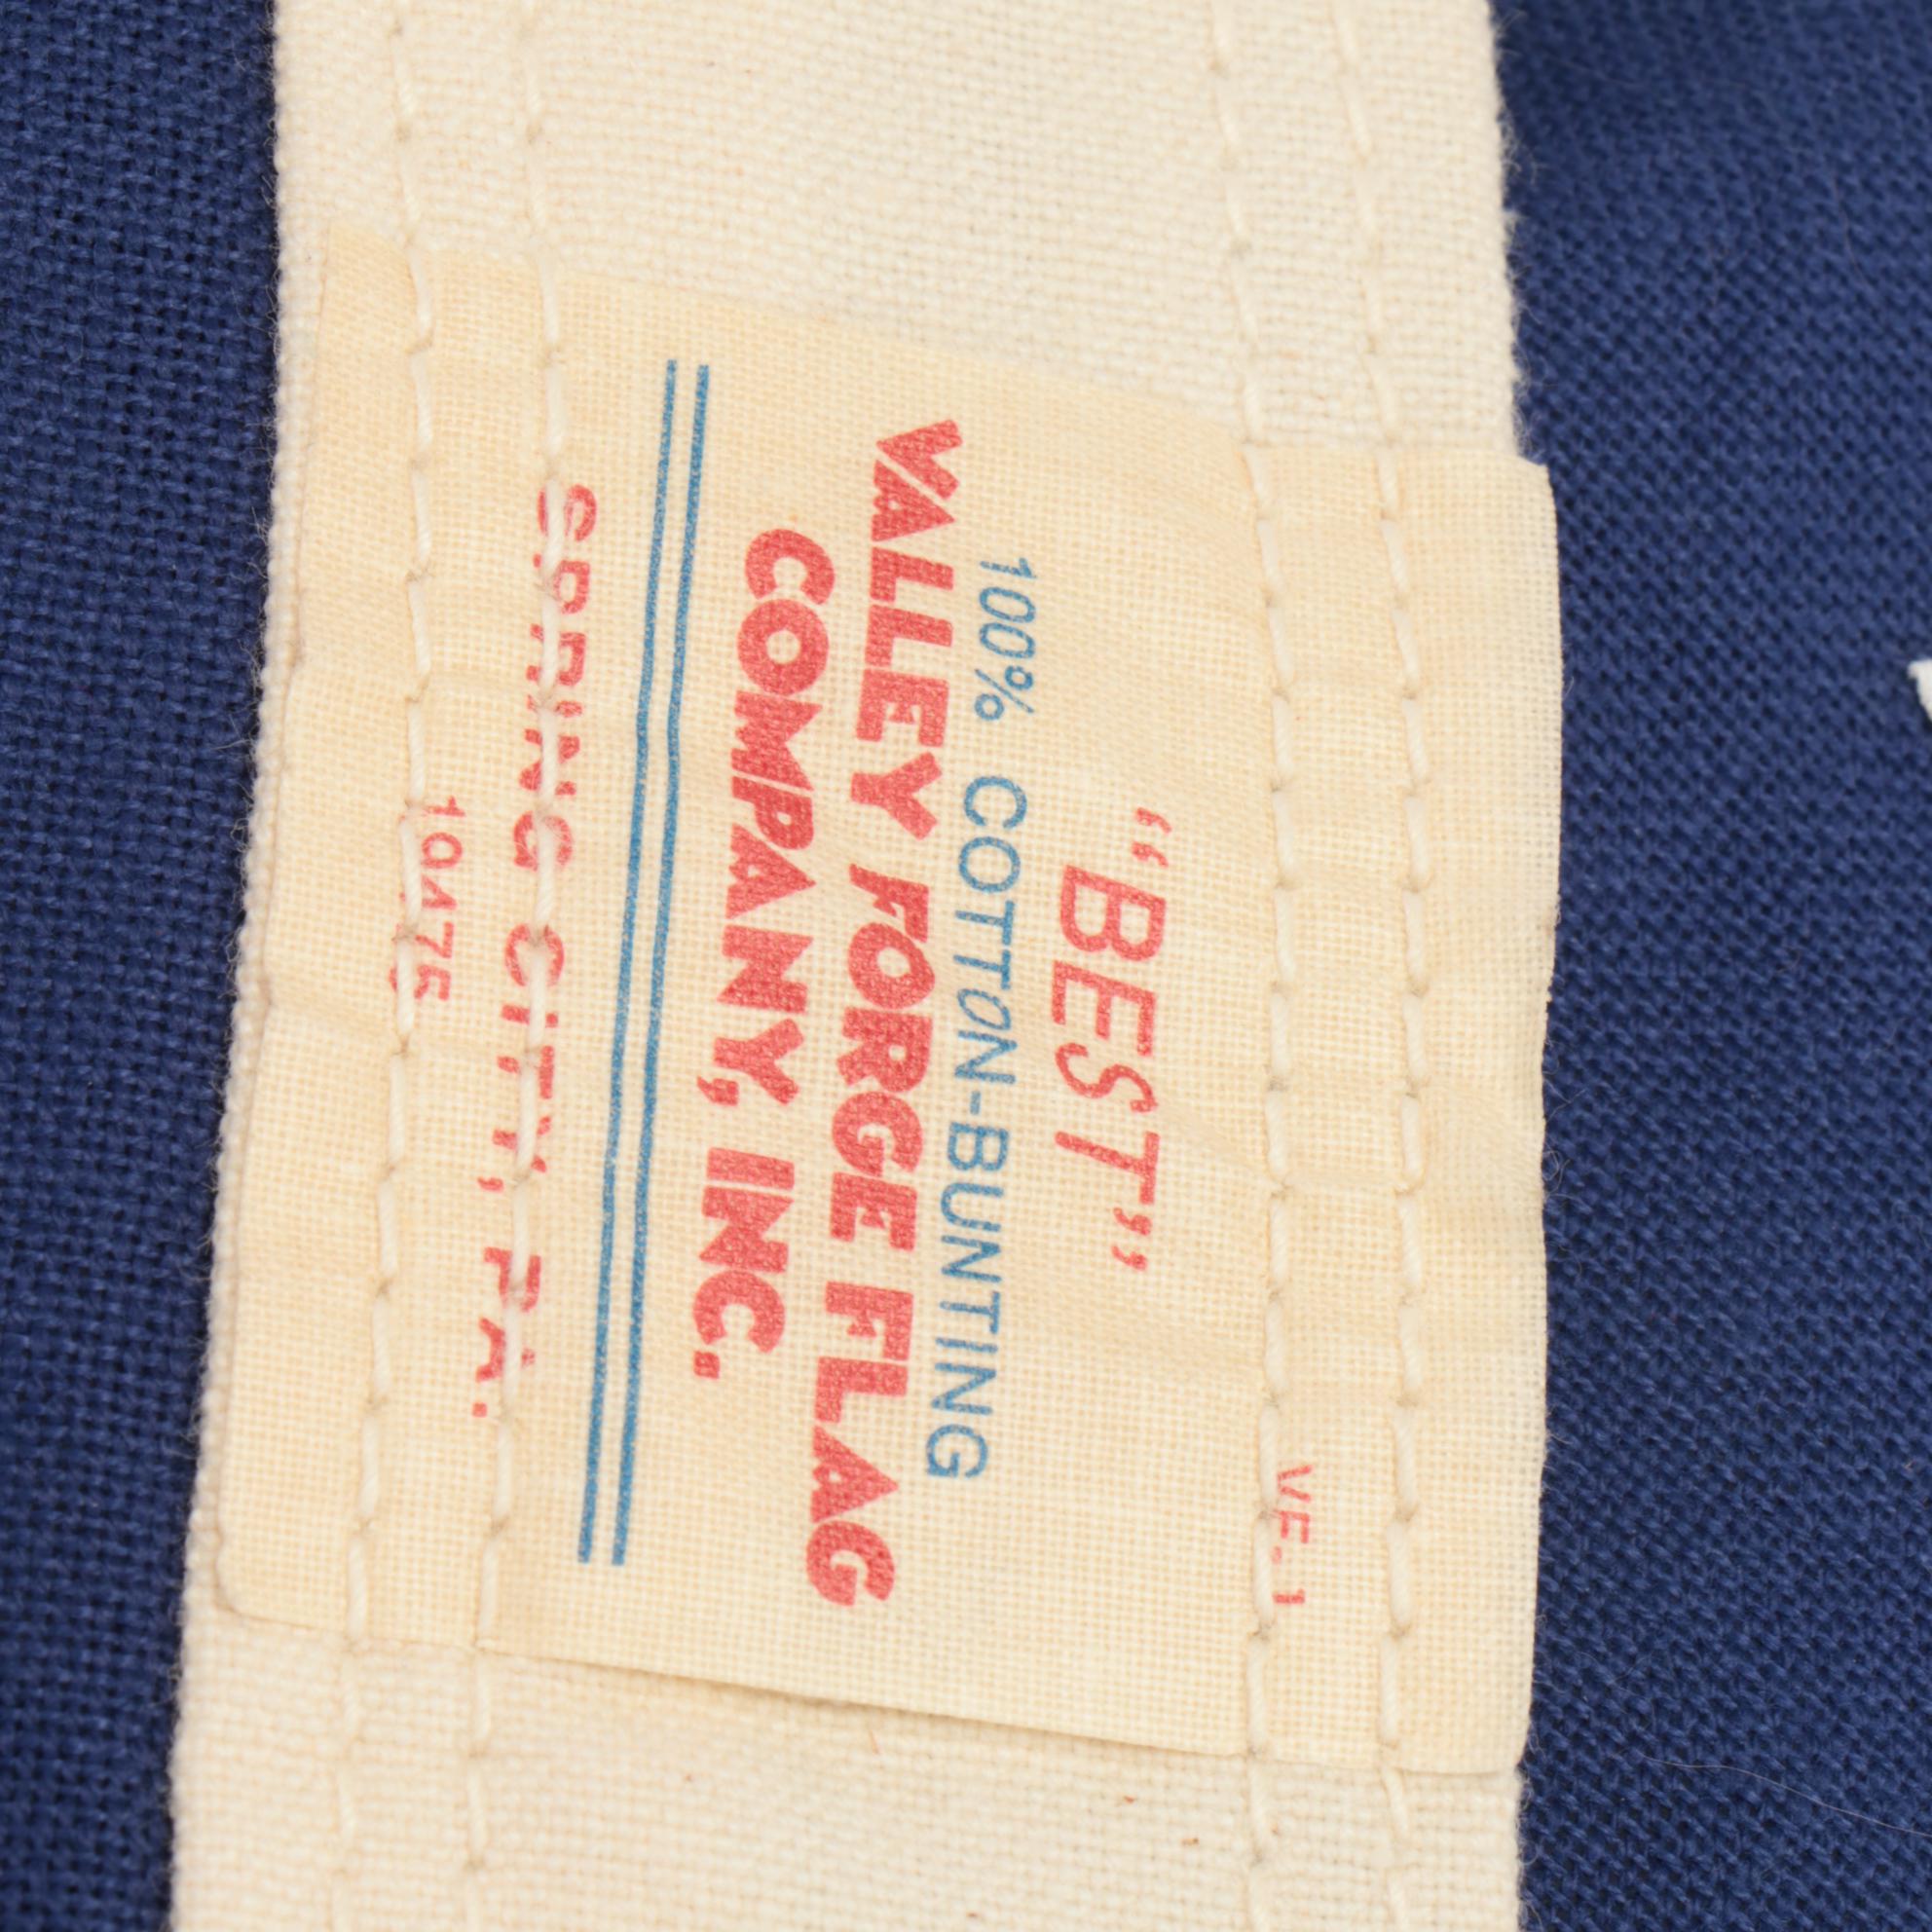 VF.1
“BEST”
100% COTTON-BUNTING
VALLEY FORGE FLAG
COMPANY, INC.
SPRING CITY, PA.
19475